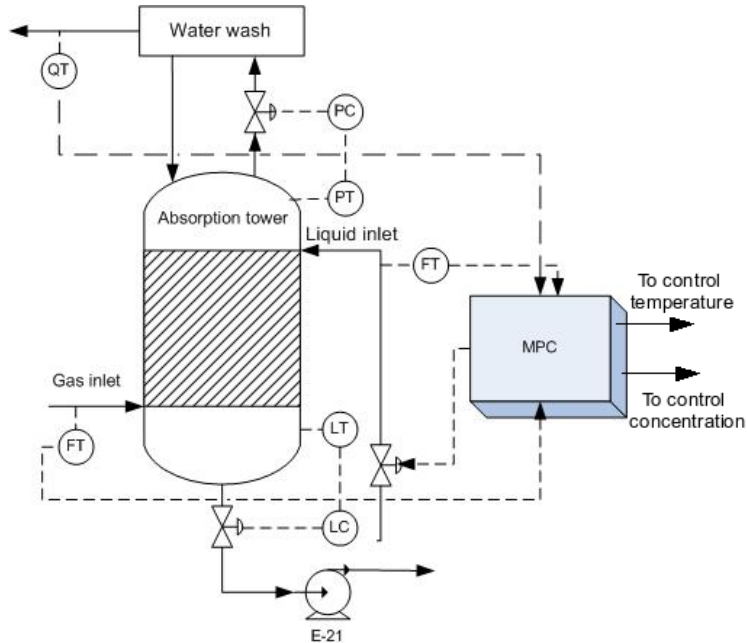 Water wash
QT
PC
PT
Absorption tower
Liquid inlet
FT
To control
temperature
MPC
Gas inlet
To control
concentration
FT
LT
LC
E-21